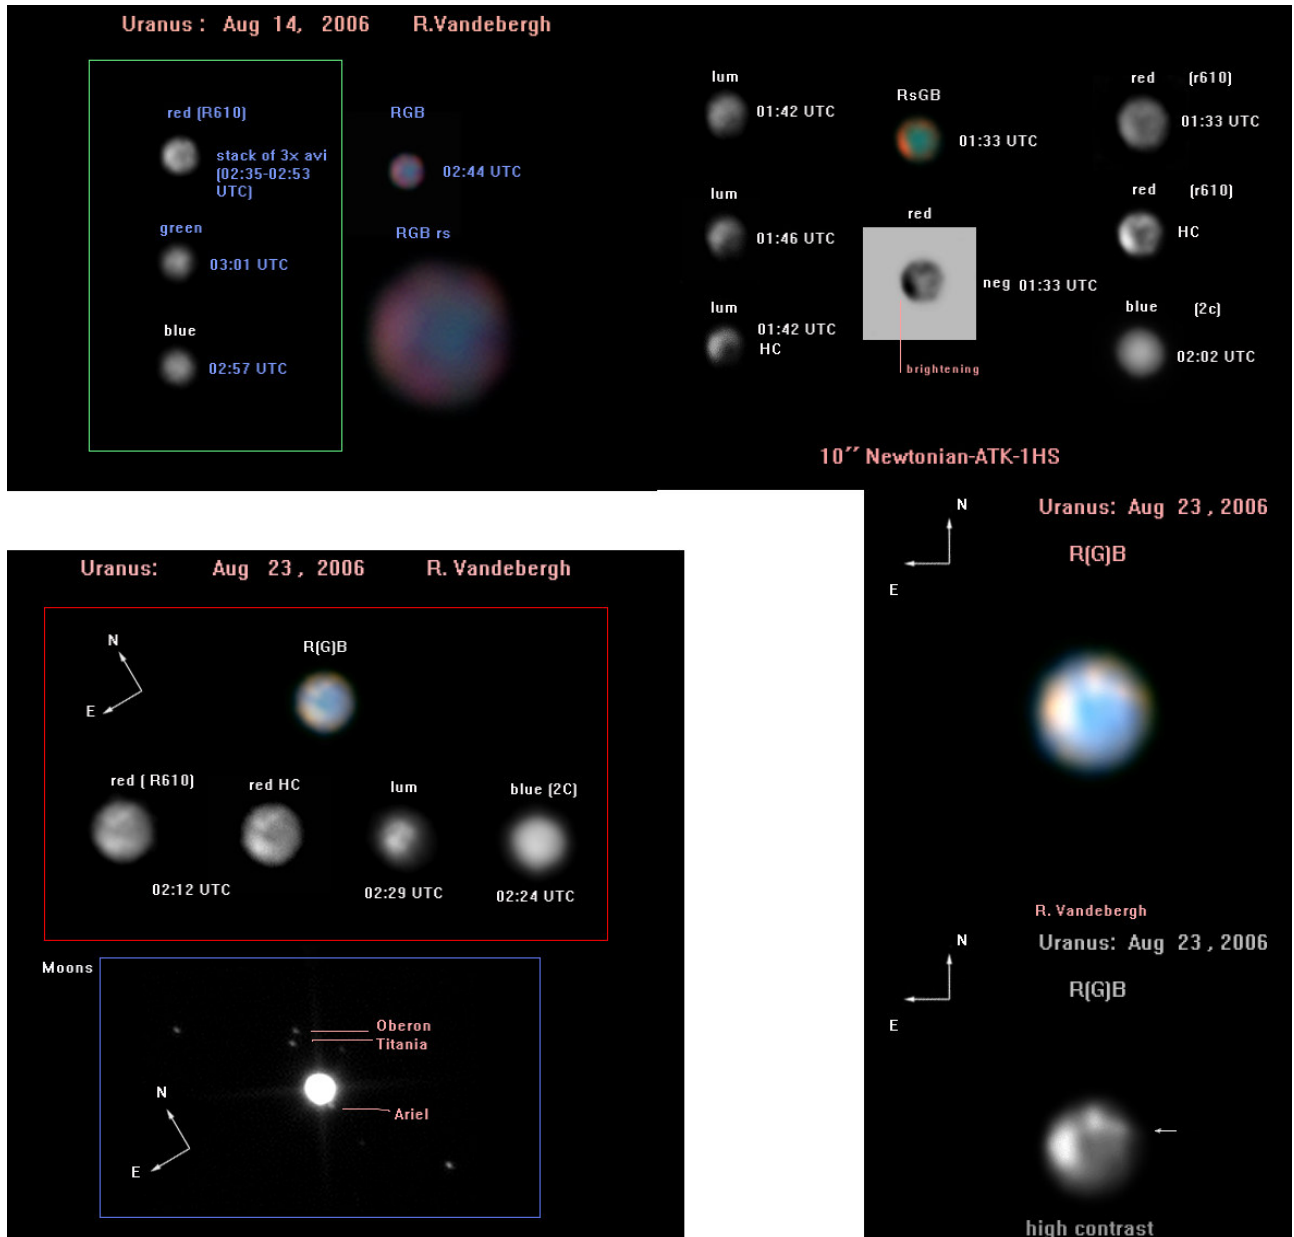 Uranus : Aug 14, 2006 R.Vandebergh
red (R610)
stack of 3x avi
(02:35-02:53
UTC)
green
03:01 UTC
blue
02:57 UTC
RGB
02:44 UTC
RGB rs
lum
01:42 UTC
lum
01:46 UTC
lum
01:42 UTC
HC
RsGB
01:33 UTC
red
neg 01:33 UTC
brightening
red (r610)
01:33 UTC
red (r610)
HC
blue (2c)
02:02 UTC
10´´ Newtonian-ATK-1HS
Uranus: Aug 23, 2006 R. Vandebergh
N
E
R(G)B
red ( R610)
red HC
lum
blue (2C)
02:12 UTC
02:29 UTC
02:24 UTC
Moons
Oberon
Titania
Ariel
N
E
N
E
Uranus: Aug 23 , 2006
R(G)B
R. Vandebergh
N
E
Uranus: Aug 23 , 2006
R(G)B
high contrast